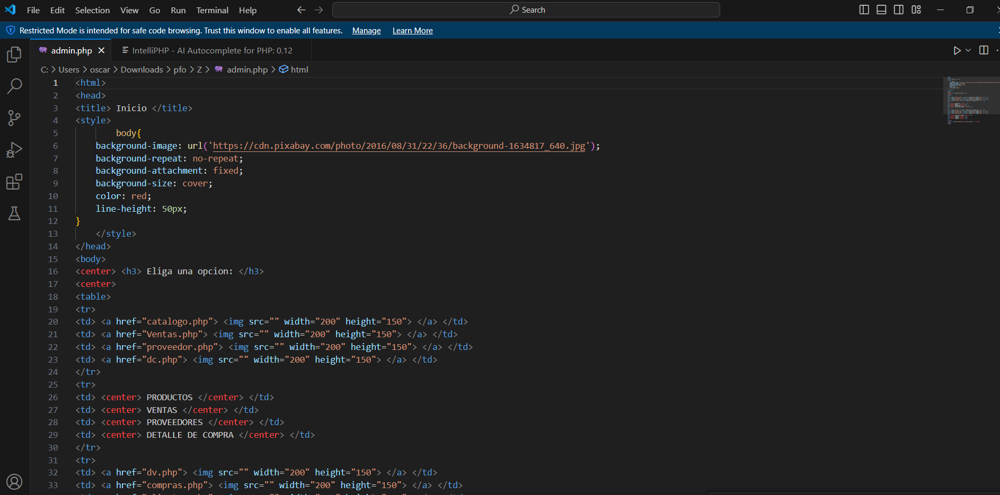 File Edit Selection View Go Run Terminal Help Search
Restricted Mode is intended for safe code browsing. Trust this window to enable all features. Manage Learn More
admin.php IntelliPHP - AI Autocomplete for PHP: 0.12
C: > Users > oscar > Downloads > pfo > Z > admin.php > html
1 <html>
2 <head>
3 <title> Inicio </title>
4 <style>
5 body{
6 background-image: url('https://cdn.pixabay.com/photo/2016/08/31/22/36/background-1634817_640.jpg');
7 background-repeat: no-repeat;
8 background-attachment: fixed;
9 background-size: cover;
10 color: red;
11 line-height: 50px;
12 }
13 </style>
14 </head>
15 <body>
16 <center> <h3> Eliga una opcion: </h3>
17 <center>
18 <table>
19 <tr>
20 <td> <a href="catalogo.php"> <img src="" width="200" height="150"> </a> </td>
21 <td> <a href="Ventas.php"> <img src="" width="200" height="150"> </a> </td>
22 <td> <a href="proveedor.php"> <img src="" width="200" height="150"> </a> </td>
23 <td> <a href="dc.php"> <img src="" width="200" height="150"> </a> </td>
24 </tr>
25 <tr>
26 <td> <center> PRODUCTOS </center> </td>
27 <td> <center> VENTAS </center> </td>
28 <td> <center> PROVEEDORES </center> </td>
29 <td> <center> DETALLE DE COMPRA </center> </td>
30 </tr>
31 <tr>
32 <td> <a href="dv.php"> <img src="" width="200" height="150"> </a> </td>
33 <td> <a href="compras.php"> <img src="" width="200" height="150"> </a> </td>